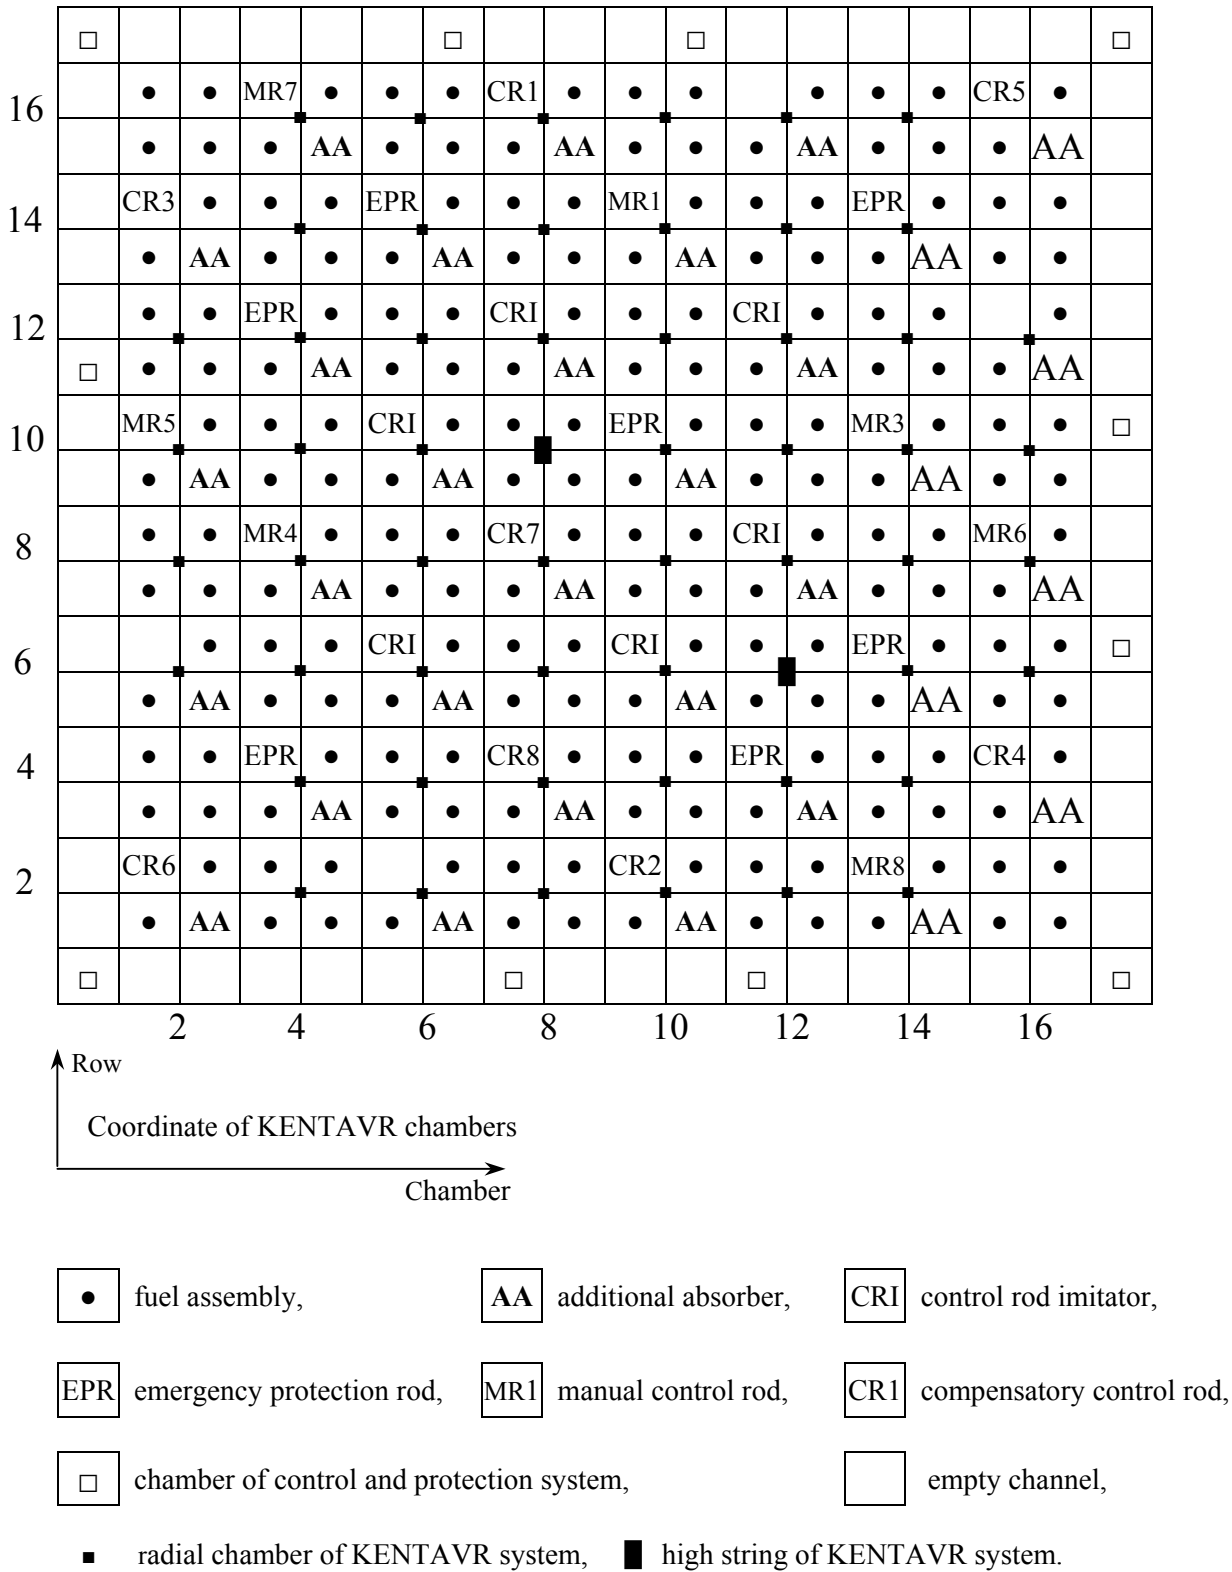 MR7 CR1 CR5
16
AA AA AA AA
CR3 EPR MR1 EPR
14
AA AA AA AA
EPR CRI CRI
12
AA AA AA AA
MR5 CRI EPR MR3
10
AA AA AA AA
MR4 CR7 CRI MR6
8
AA AA AA AA
CRI CRI EPR
6
AA AA AA AA
EPR CR8 EPR CR4
4
AA AA AA AA
CR6 CR2 MR8
2
AA AA AA AA
2 4 6 8 10 12 14 16
Row
Coordinate of KENTAVR chambers
Chamber
fuel assembly, AA additional absorber, CRI control rod imitator,
EPR emergency protection rod, MR1 manual control rod, CR1 compensatory control rod,
chamber of control and protection system, empty channel,
radial chamber of KENTAVR system, high string of KENTAVR system.